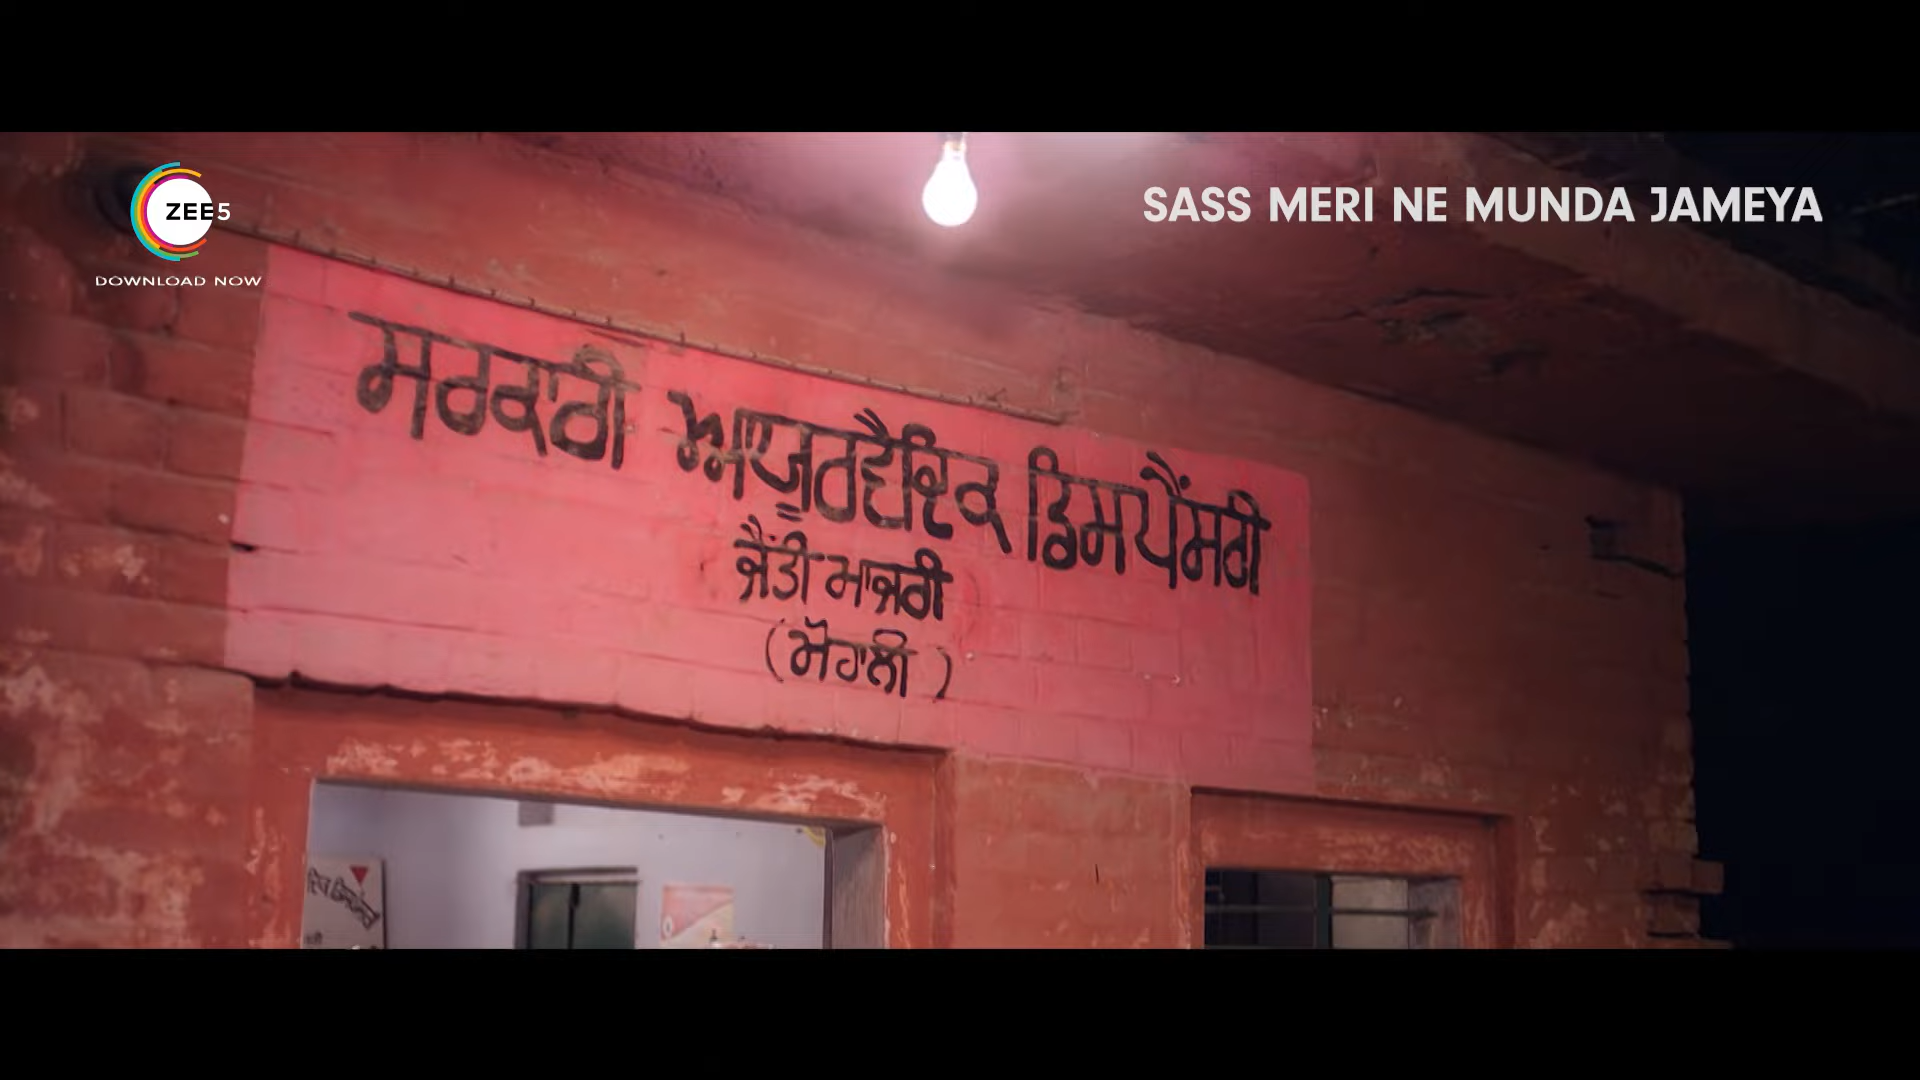 ZEE5
DOWNLOAD NOW
SASS MERI NE MUNDA JAMEYA
ਸਰਕਾਰੀ ਆਯੂਰਵੈਦਿਕ ਡਿਸਪੈਂਸਰੀ
ਜੈਂਤੀ ਮਾਜਰੀ
(ਮੋਹਾਲੀ)